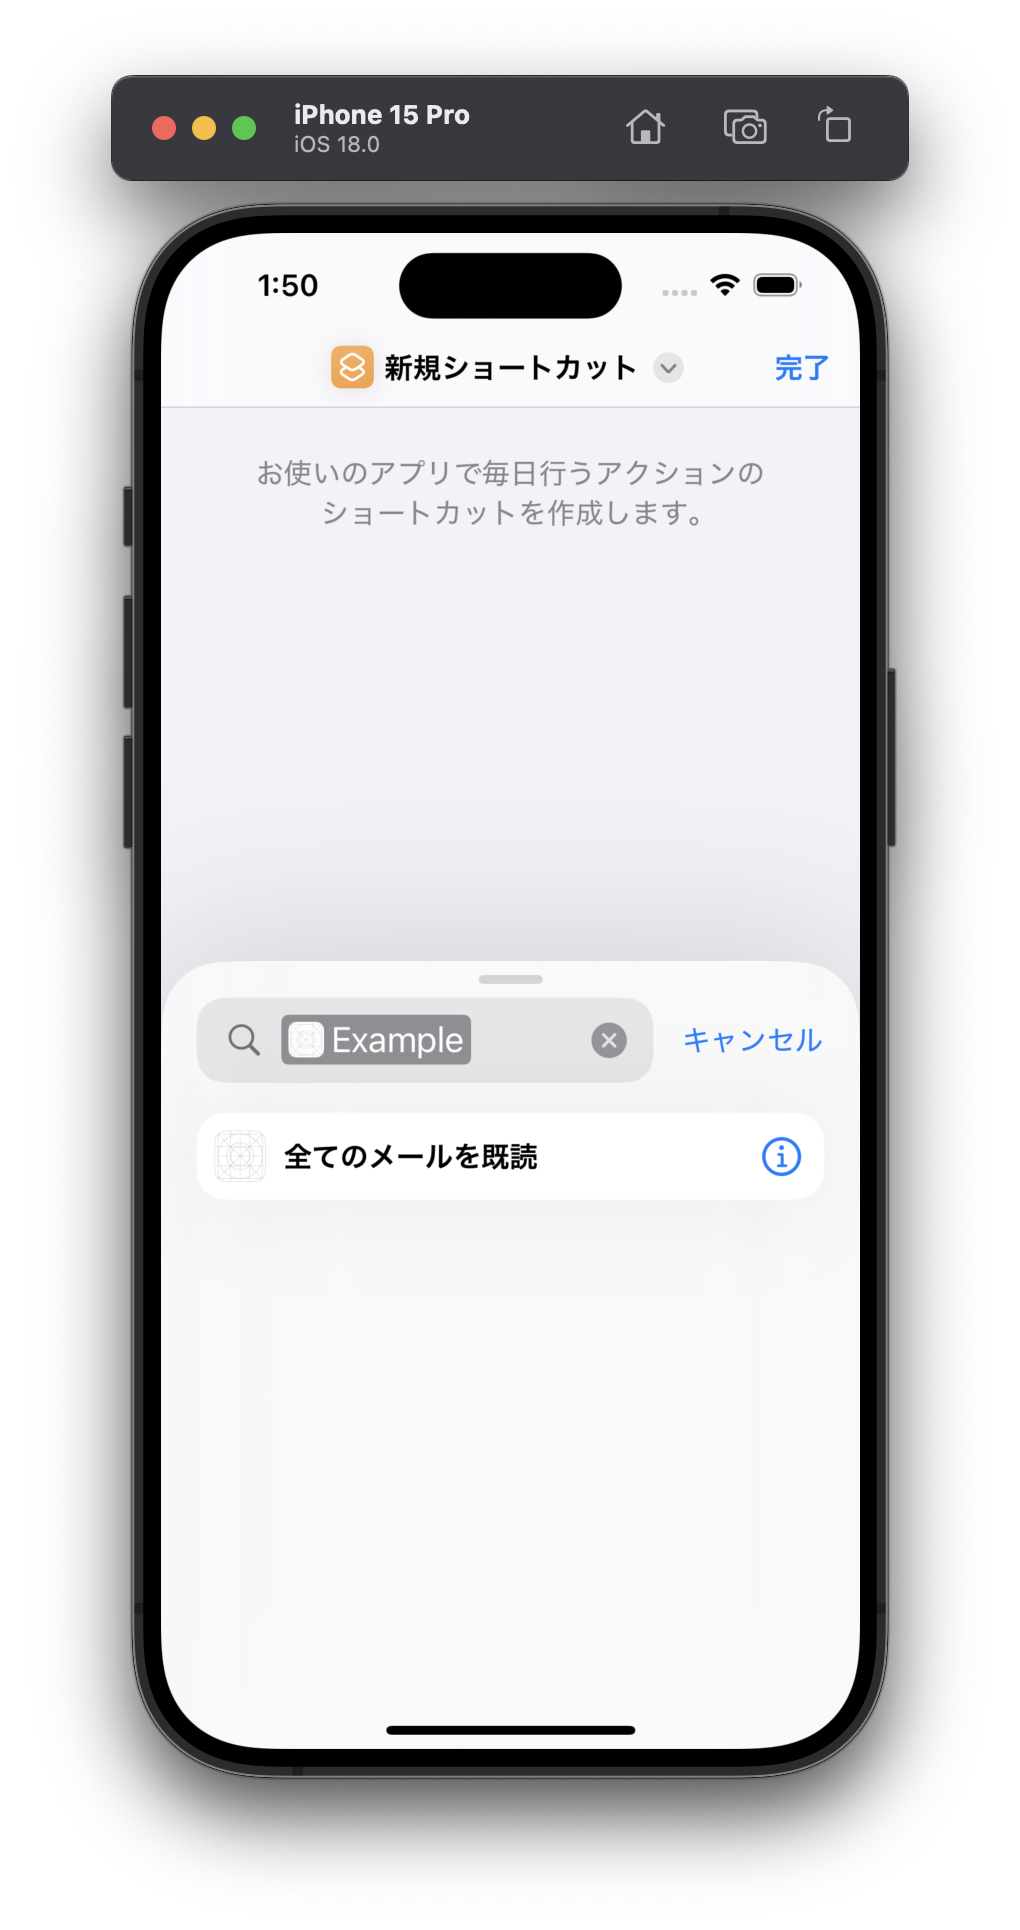 iPhone 15 Pro
iOS 18.0
1:50
新規ショートカット
完了
お使いのアプリで毎日行うアクションの
ショートカットを作成します。
Example
キャンセル
全てのメールを既読